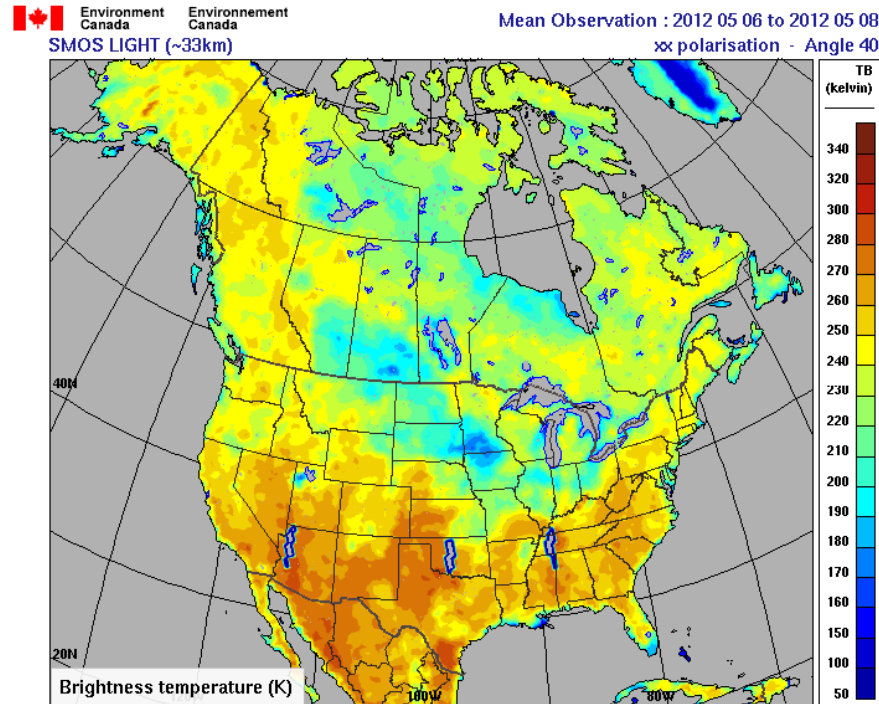 Environment Environnement
Canada Canada
SMOS LIGHT (~33km)
Mean Observation : 2012 05 06 to 2012 05 08
xx polarisation - Angle 40
TB
(kelvin)
340
320
300
280
270
260
250
240
230
220
210
200
190
180
170
160
150
100
50
40N
20N
120W
100W
80W
Brightness temperature (K)